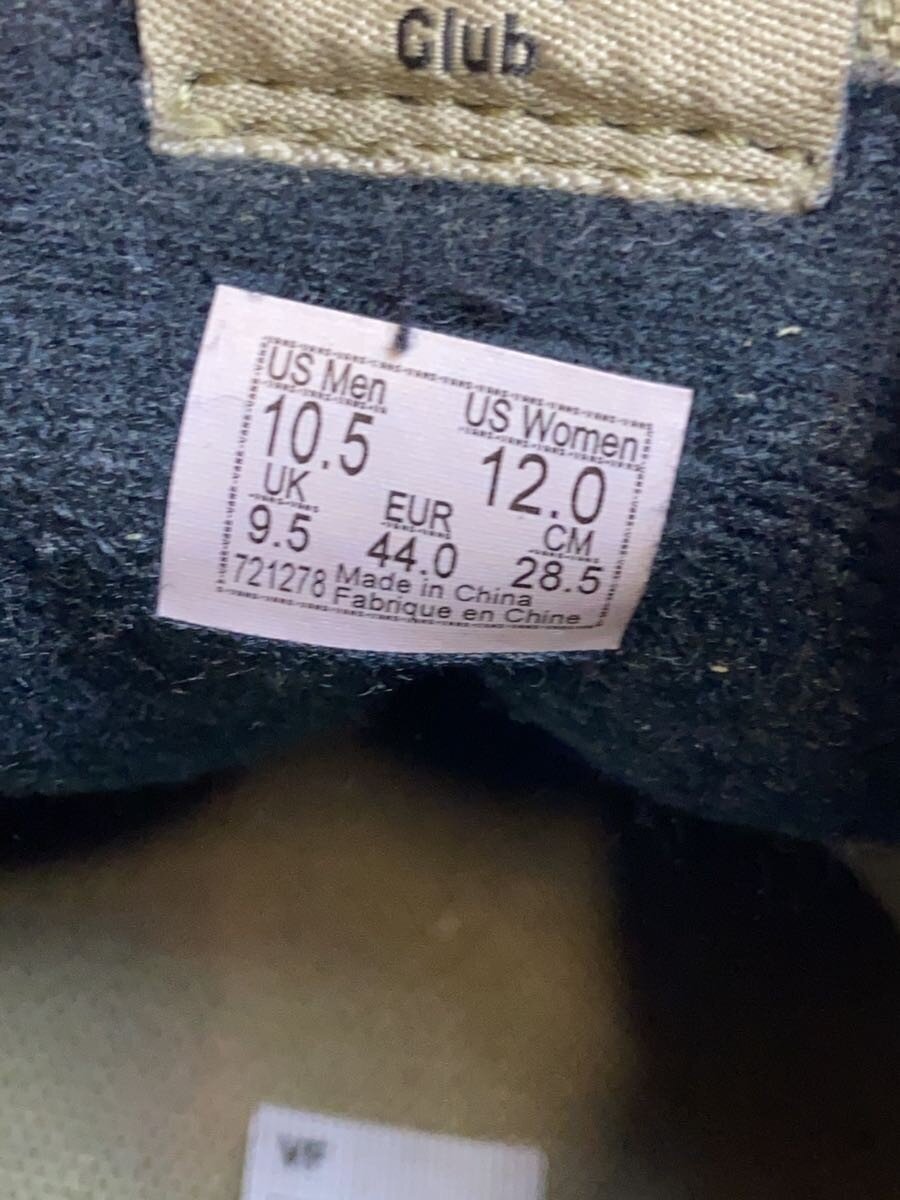 Club
US Men
US Women
10.5
12.0
UK
EUR
CM
9.5
44.0
28.5
721278 Made in China
Fabrique en Chine
VF